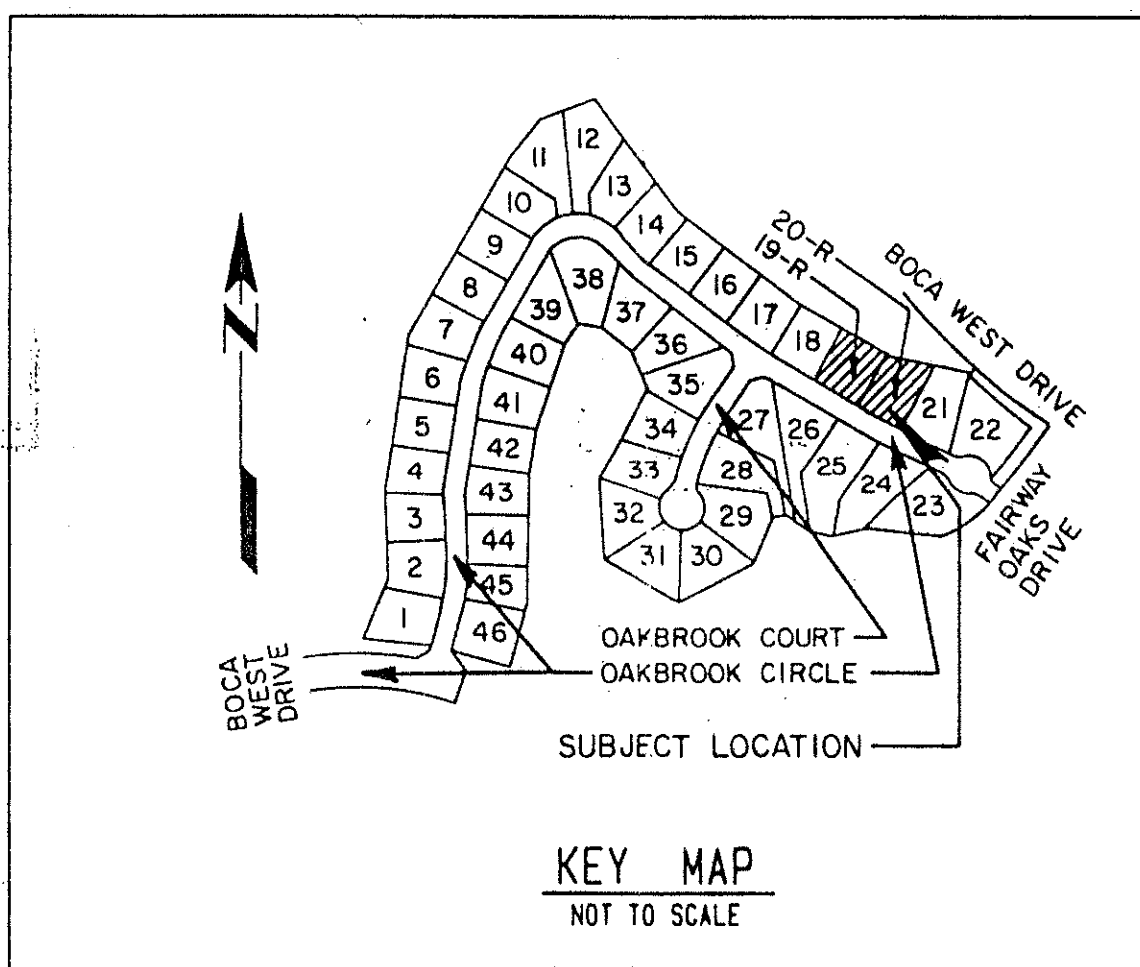 12
11
13
10
14
20-R
19-R
BOCA WEST DRIVE
9
15
38
16
8
37
17
39
36
18
7
40
35
6
41
21
27
22
5
34
26
42
28
25
4
33
24
43
3
32
29
23
44
31
30
2
FAIRWAY
OAKS
DRIVE
45
1
46
OAKBROOK COURT
OAKBROOK CIRCLE
BOCA
WEST
DRIVE
SUBJECT LOCATION
N
KEY MAP
NOT TO SCALE